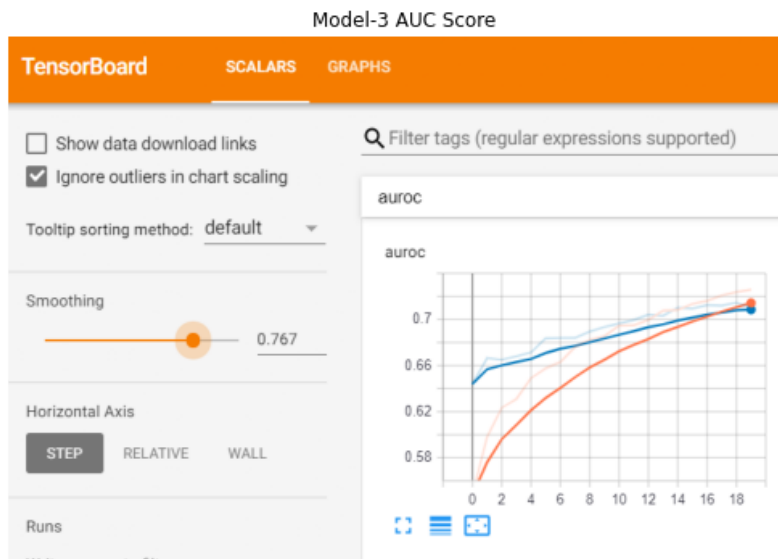 Model-3 AUC Score
TensorBoard SCALARS GRAPHS
Show data download links
Ignore outliers in chart scaling
Tooltip sorting method: default
Smoothing
0.767
Horizontal Axis
STEP RELATIVE WALL
Runs
Filter tags (regular expressions supported)
auroc
auroc
0.7
0.66
0.62
0.58
0 2 4 6 8 10 12 14 16 18